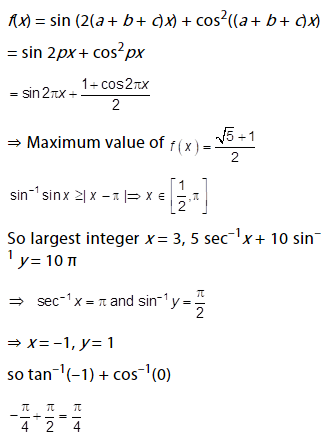 f(x) = sin (2(a + b + c)x) + cos²((a + b + c)x)
= sin 2px + cos²px
= sin 2πx + (1+cos2πx)/2
⇒ Maximum value of f(x) = (√5+1)/2
sin⁻¹ sin x ≥| x – π |⇒ x ∈ [1/2, π]
So largest integer x = 3, 5 sec⁻¹x + 10 sin⁻
¹ y = 10 π
⇒ sec⁻¹ x = π and sin⁻¹ y = π/2
⇒ x = –1, y = 1
so tan⁻¹(–1) + cos⁻¹(0)
–π/4 + π/2 = π/4